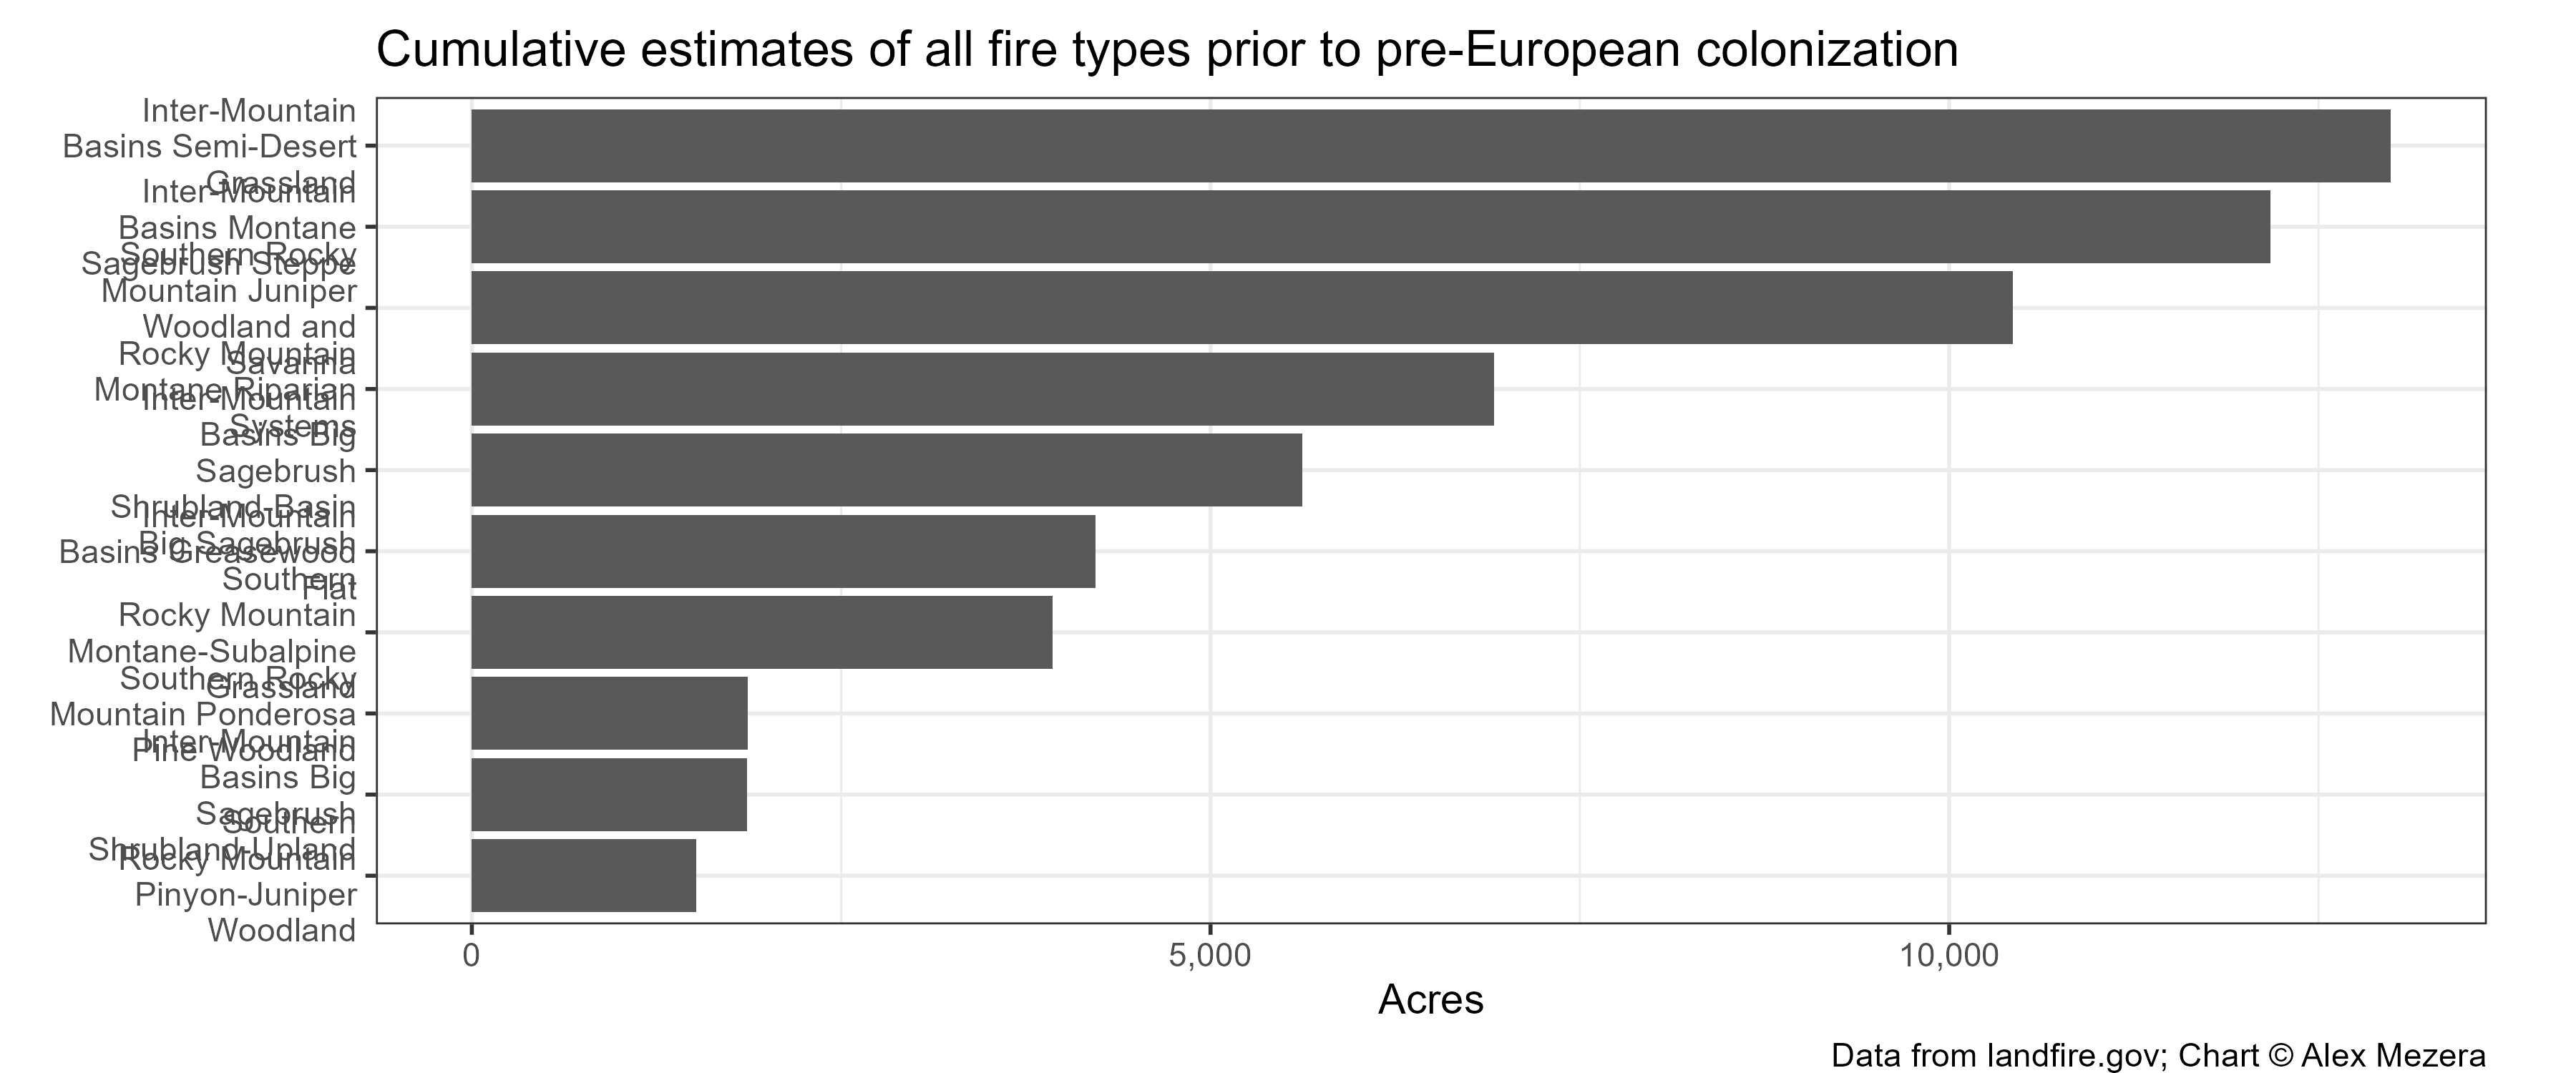 Cumulative estimates of all fire types prior to pre-European colonization
Inter-Mountain
Basins Semi-Desert
Grassland
Inter-Mountain
Basins Montane
Sagebrush Steppe
Southern Rocky
Mountain Juniper
Woodland and
Savanna
Rocky Mountain
Montane Riparian
Systems
Inter-Mountain
Basins Big
Sagebrush
Shrubland-Basin
Big Sagebrush
Inter-Mountain
Basins Greasewood
Flat
Southern
Rocky Mountain
Montane-Subalpine
Grassland
Southern Rocky
Mountain Ponderosa
Pine Woodland
Inter-Mountain
Basins Big
Sagebrush
Shrubland-Upland
Southern
Rocky Mountain
Pinyon-Juniper
Woodland
0 5,000 10,000
Acres
Data from landfire.gov; Chart © Alex Mezera